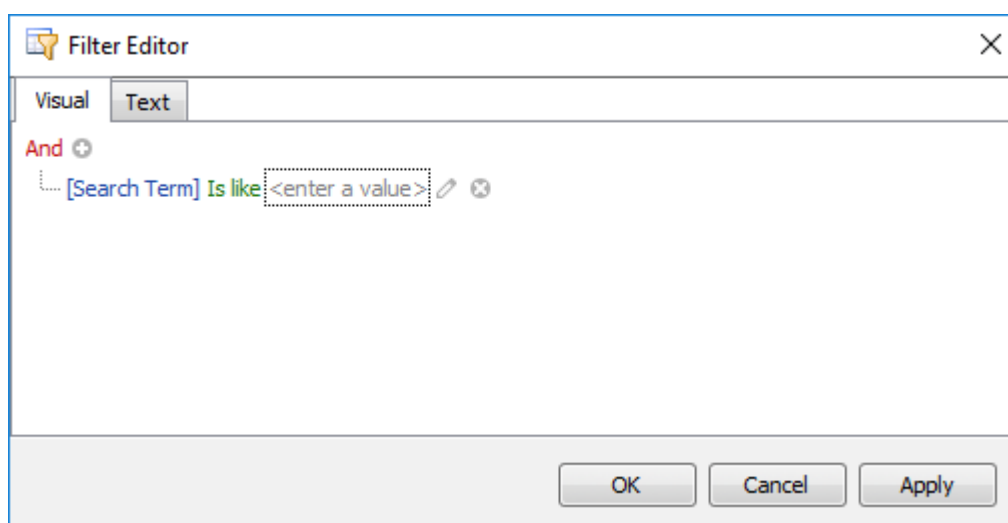 Filter Editor
Visual Text
And
[Search Term] Is like <enter a value>
OK Cancel Apply